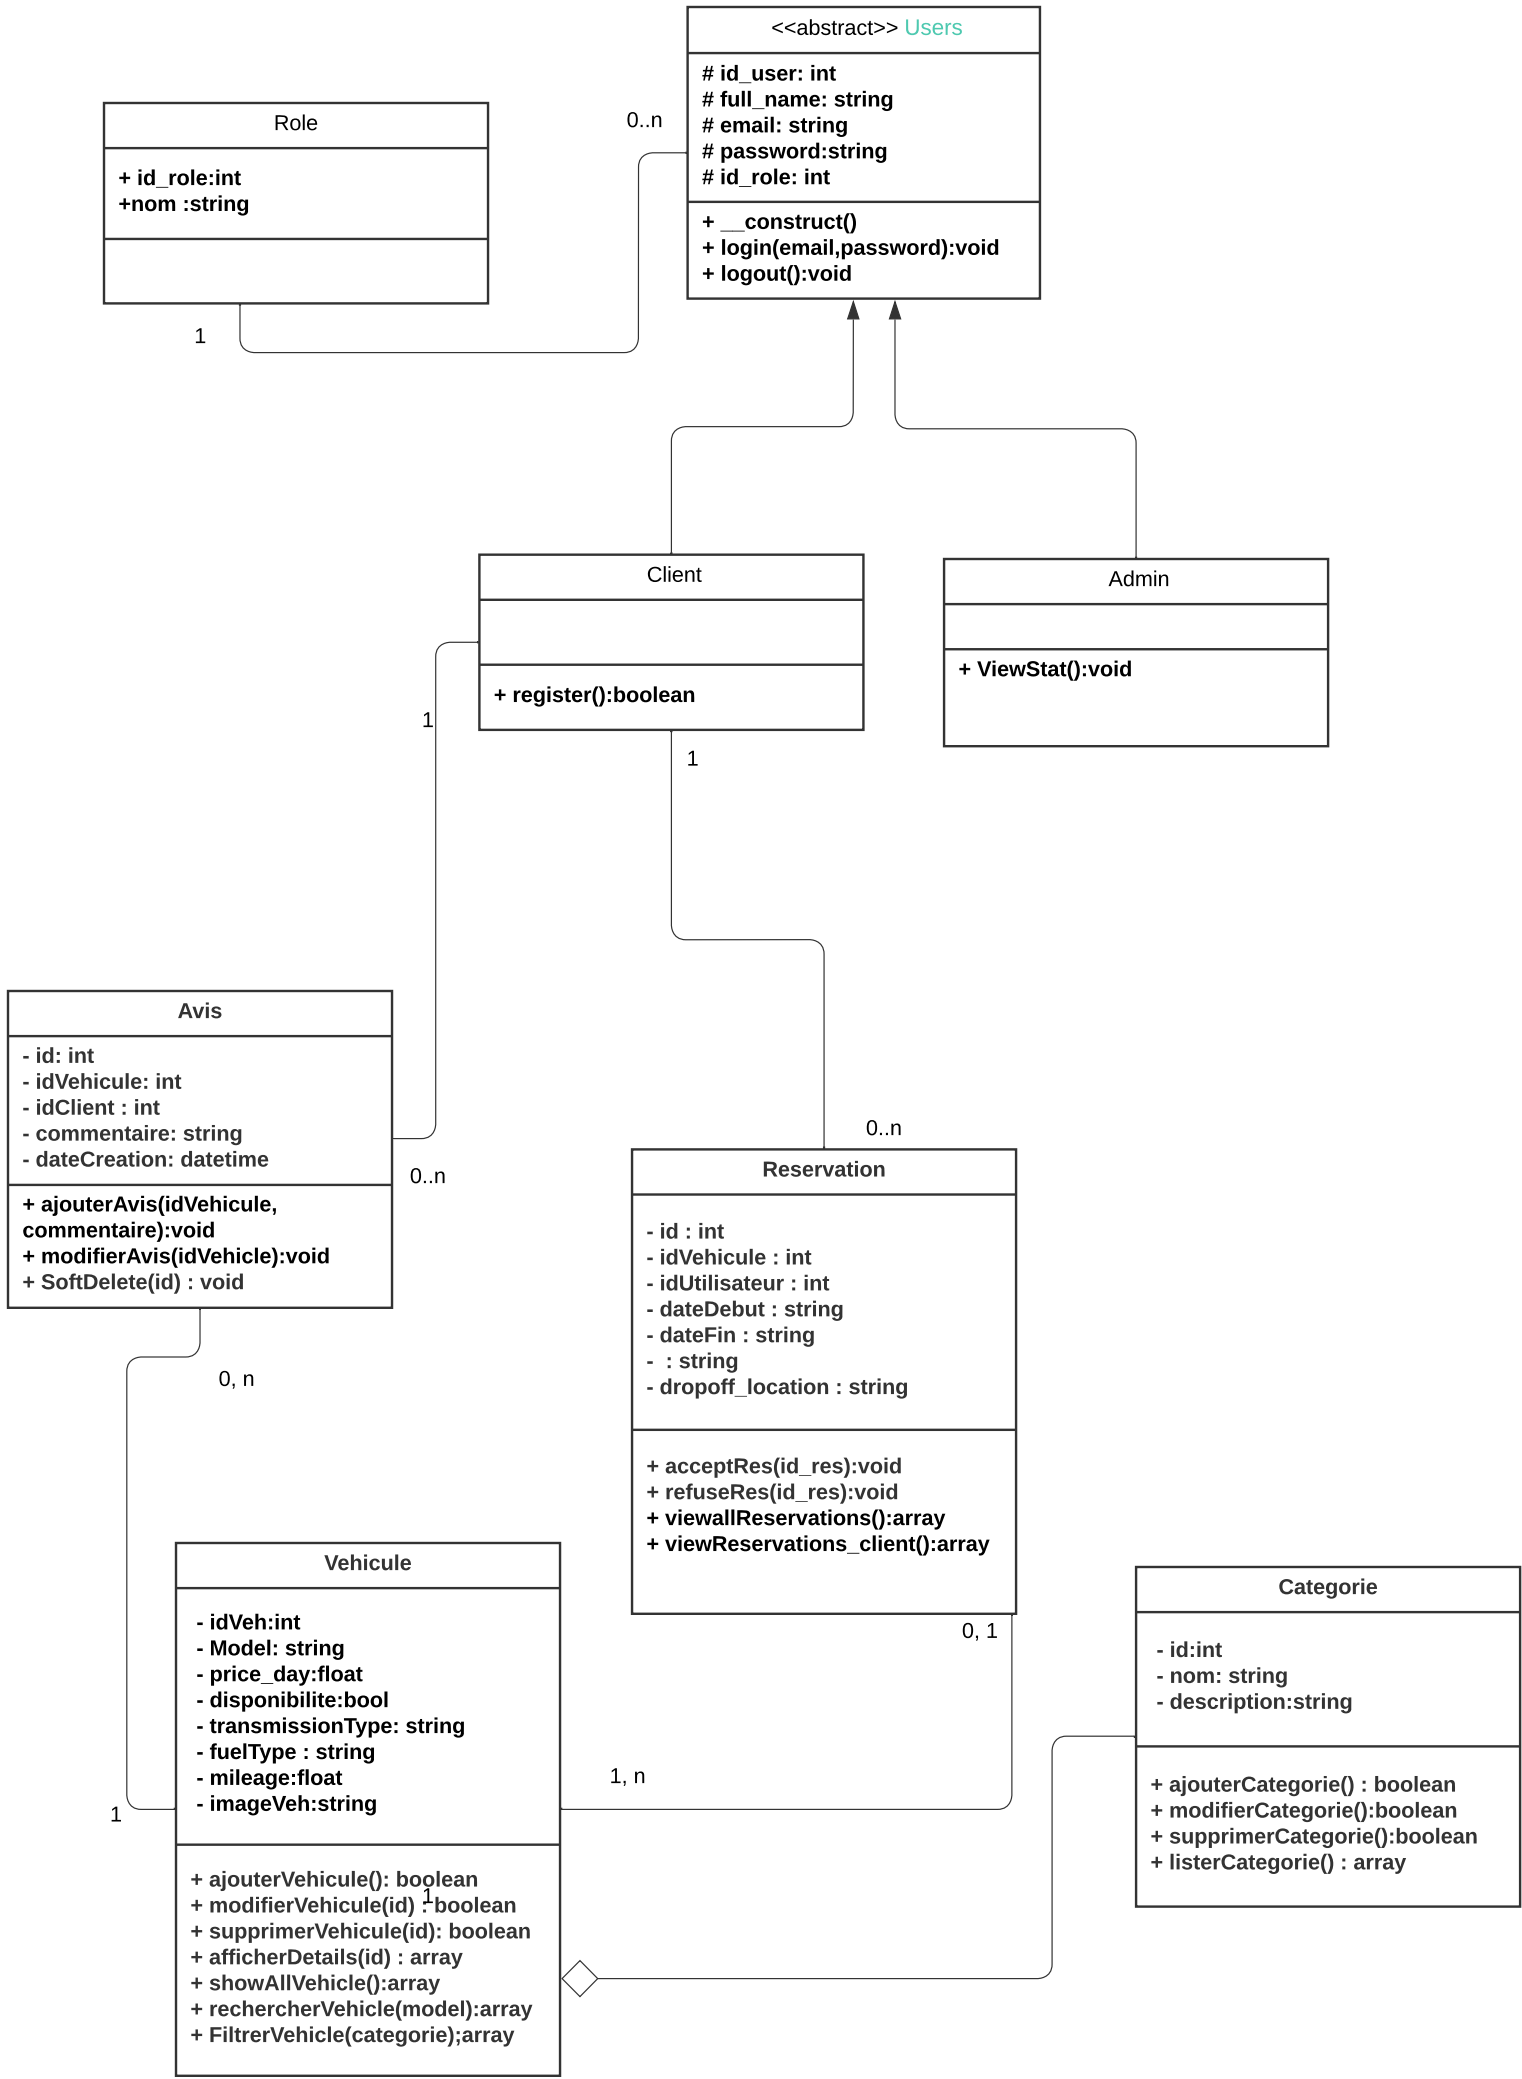 <<abstract>> Users
# id_user: int
# full_name: string
# email: string
# password:string
# id_role: int
+ __construct()
+ login(email,password):void
+ logout():void
0..n
Role
+ id_role:int
+nom :string
1
Client
+ register():boolean
1
1
Admin
+ ViewStat():void
Avis
- id: int
- idVehicule: int
- idClient : int
- commentaire: string
- dateCreation: datetime
+ ajouterAvis(idVehicule,
commentaire):void
+ modifierAvis(idVehicle):void
+ SoftDelete(id) : void
0..n
0, n
0..n
Reservation
- id : int
- idVehicule : int
- idUtilisateur : int
- dateDebut : string
- dateFin : string
-  : string
- dropoff_location : string
+ acceptRes(id_res):void
+ refuseRes(id_res):void
+ viewallReservations():array
+ viewReservations_client():array
0, 1
Vehicule
- idVeh:int
- Model: string
- price_day:float
- disponibilite:bool
- transmissionType: string
- fuelType : string
- mileage:float
- imageVeh:string
1, n
1
+ ajouterVehicule(): boolean
+ modifierVehicule(id) : boolean
1
+ supprimerVehicule(id): boolean
+ afficherDetails(id) : array
+ showAllVehicle():array
+ rechercherVehicle(model):array
+ FiltrerVehicle(categorie);array
Categorie
- id:int
- nom: string
- description:string
+ ajouterCategorie() : boolean
+ modifierCategorie():boolean
+ supprimerCategorie():boolean
+ listerCategorie() : array